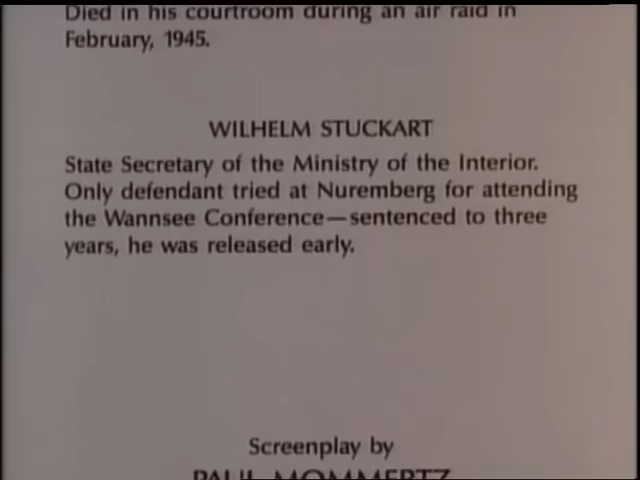 Died in his courtroom during an air raid in
February, 1945.
WILHELM STUCKART
State Secretary of the Ministry of the Interior.
Only defendant tried at Nuremberg for attending
the Wannsee Conference—sentenced to three
years, he was released early.
Screenplay by
PAUL MOMMERTZ